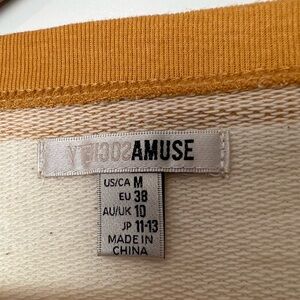 AMUSE
US/CA M
EU 38
AU/UK 10
JP 11-13
MADE IN
CHINA